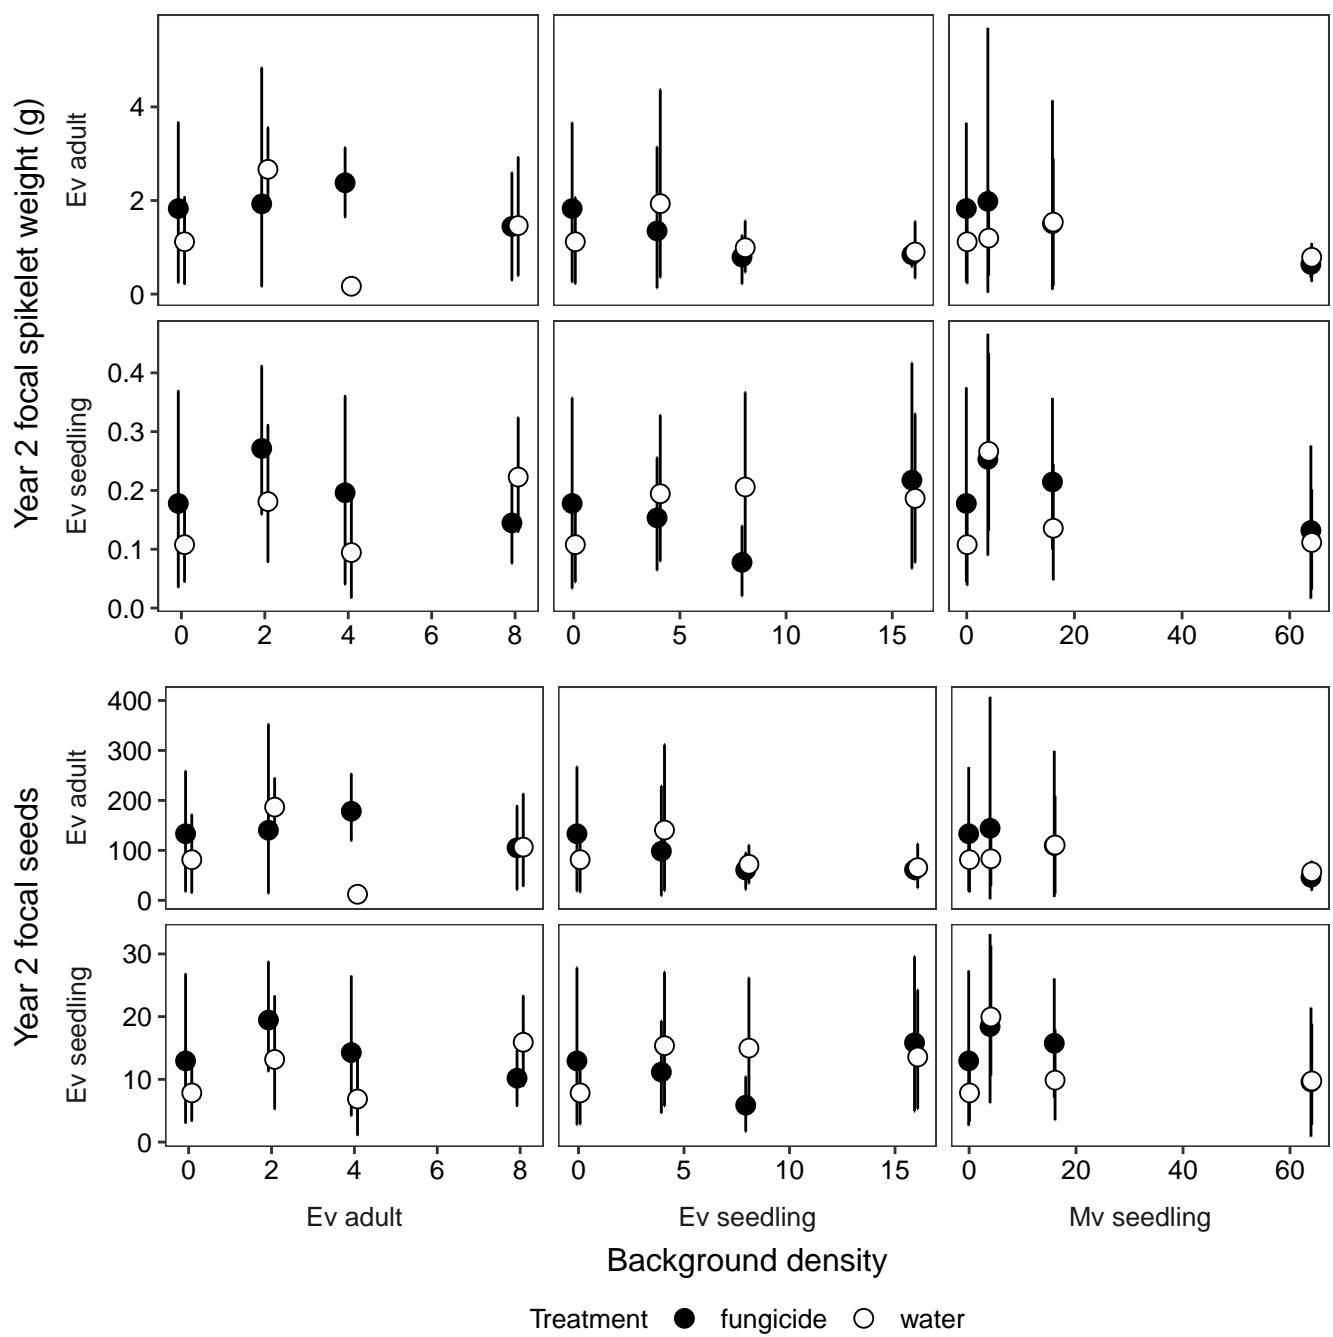 Year 2 focal spikelet weight (g)
Ev adult
4
2
0
Ev seedling
0.4
0.3
0.2
0.1
0.0
0 2 4 6 8
0 5 10 15
0 20 40 60
Year 2 focal seeds
Ev adult
400
300
200
100
0
Ev seedling
30
20
10
0
0 2 4 6 8
0 5 10 15
0 20 40 60
Ev adult
Ev seedling
Mv seedling
Background density
Treatment fungicide water